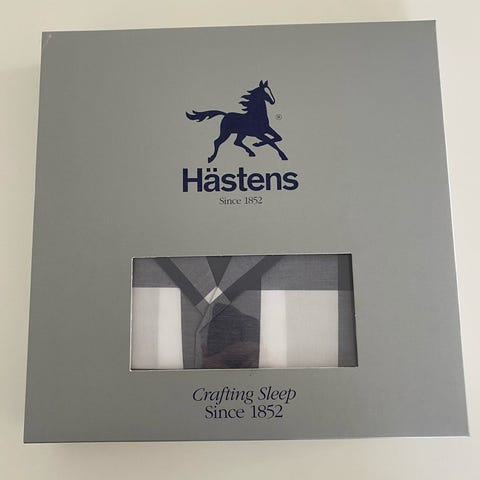 ®
Hästens
Since 1852
Crafting Sleep
Since 1852